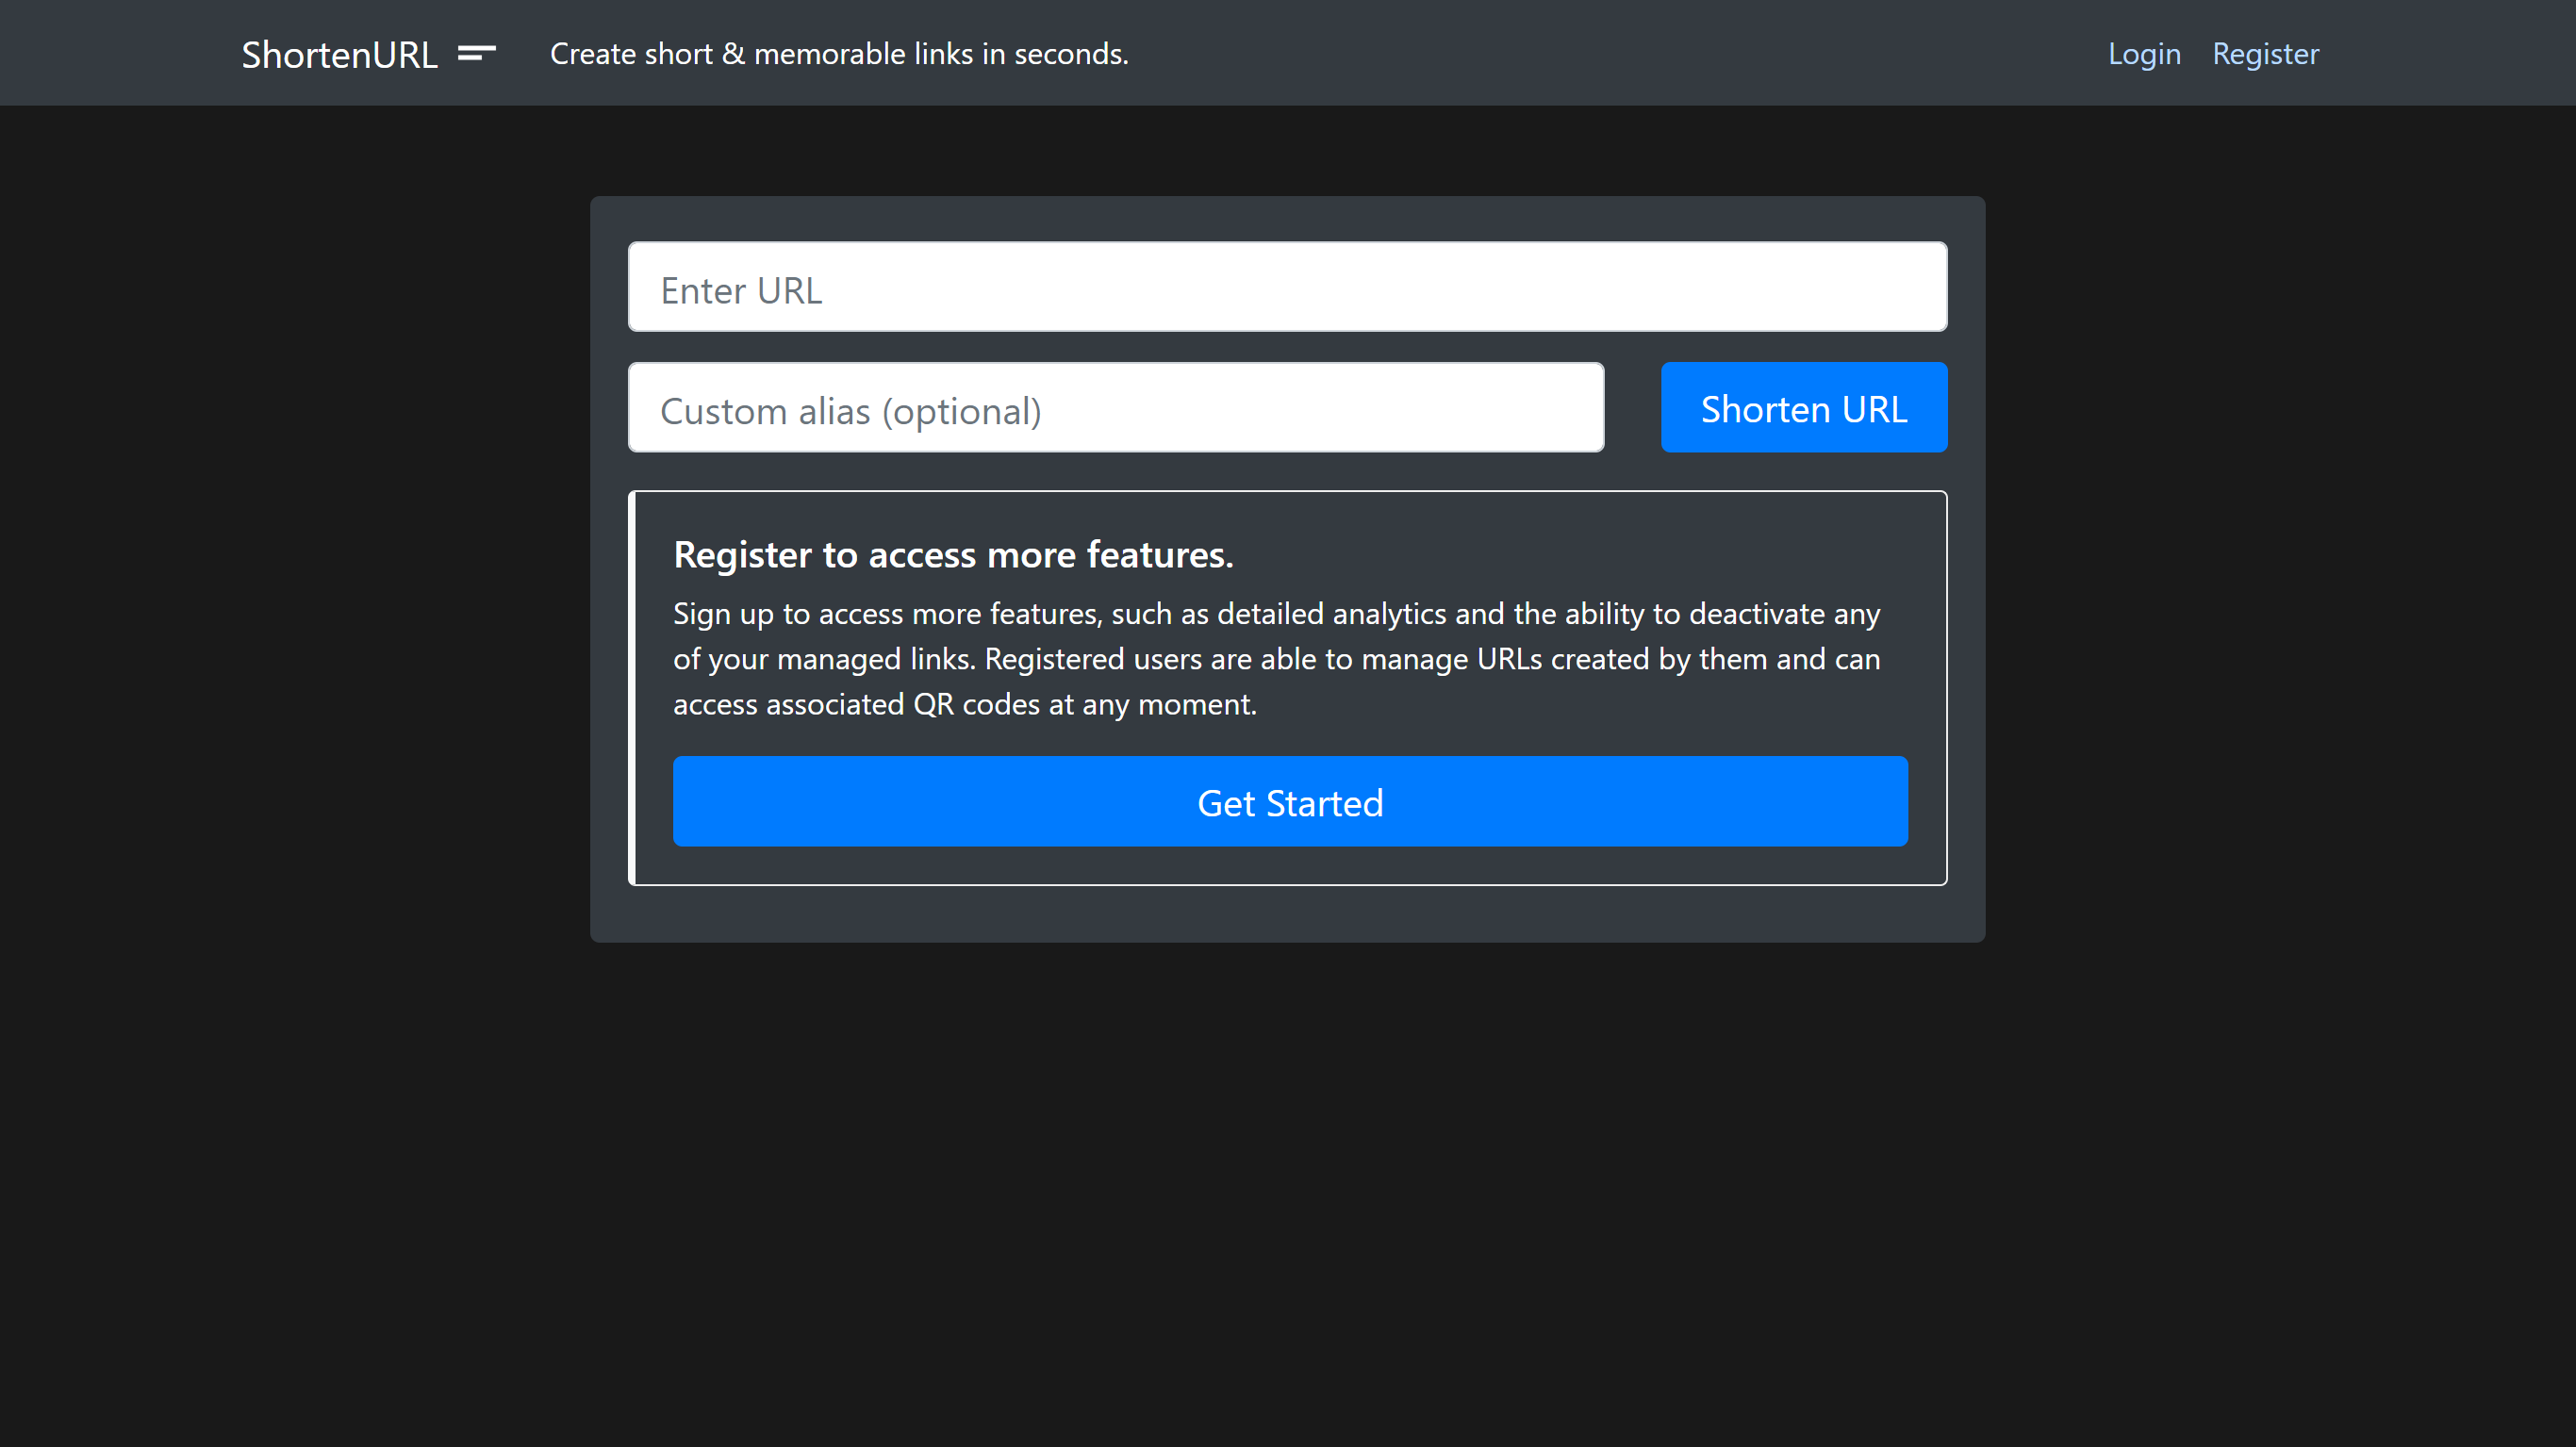 ShortenURL
Create short & memorable links in seconds.
Login
Register
Enter URL
Custom alias (optional)
Shorten URL
Register to access more features.
Sign up to access more features, such as detailed analytics and the ability to deactivate any
of your managed links. Registered users are able to manage URLs created by them and can
access associated QR codes at any moment.
Get Started